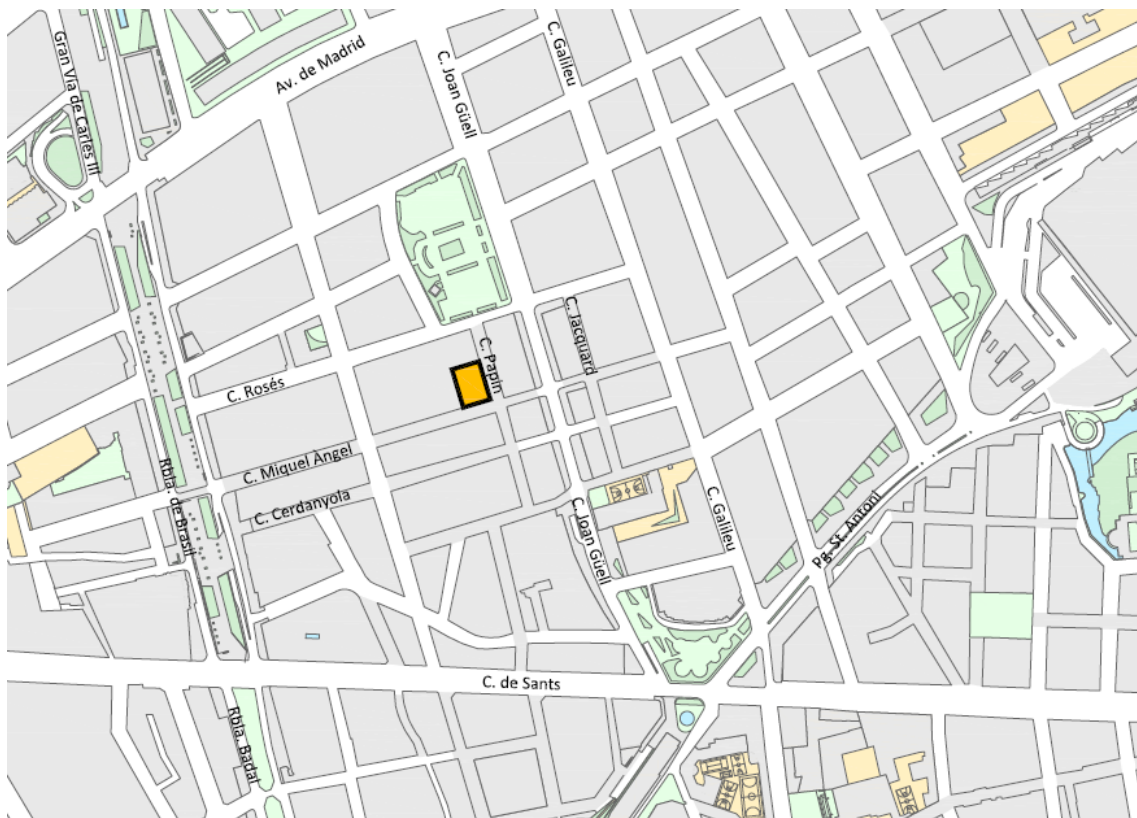 Gran Vía de Carles III
Av. de Madrid
C. Joan Güell
C. Galileu
C. Jacquard
C. Papin
C. Rosés
C. Miquel Àngel
C. Cerdanyola
Rbla. de Brasil
C. Joan Güell
C. Galileu
Pg. St. Antoni
C. de Sants
Rbla. Badal